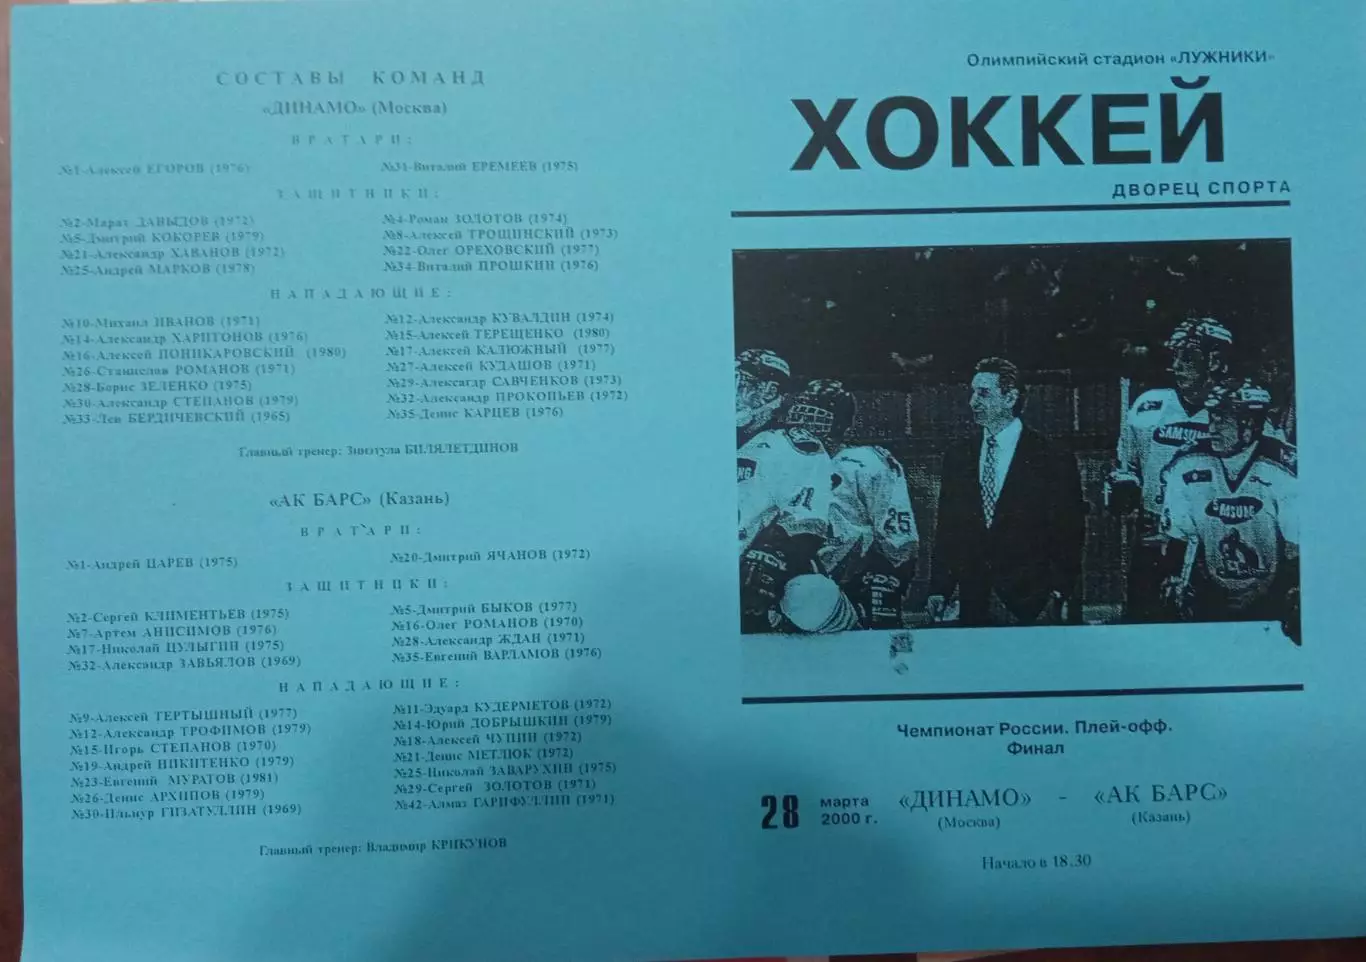 СОСТАВЫ КОМАНД
«ДИНАМО» (Москва)
ВРАТАРИ:
№1-Алексей ЕГОРОВ (1976) №31-Виталий ЕРЕМЕЕВ (1975)
ЗАЩИТНИКИ:
№2-Марат ДАВЫДОВ (1972) №4-Роман ЗОЛОТОВ (1974)
№5-Дмитрий КОКОРЕВ (1979) №8-Алексей ТРОЩИНСКИЙ (1973)
№21-Александр ХАВАНОВ (1972) №22-Олег ОРЕХОВСКИЙ (1977)
№25-Андрей МАРКОВ (1978) №34-Виталий ПРОШКИН (1976)
НАПАДАЮЩИЕ:
№10-Михаил ИВАНОВ (1971) №12-Александр КУВАЛДИН (1974)
№14-Александр ХАРИТОНОВ (1976) №15-Алексей ТЕРЕЩЕНКО (1980)
№16-Алексей ПОНИКАРОВСКИЙ (1980) №17-Алексей КАЛЮЖНЫЙ (1977)
№26-Станислав РОМАНОВ (1971) №27-Алексей КУДАШОВ (1971)
№28-Борис ЗЕЛЕНКО (1975) №29-Алексагдр САВЧЕНКОВ (1973)
№30-Александр СТЕПАНОВ (1979) №32-Александр ПРОКОПЬЕВ (1972)
№33-Лев БЕРДИЧЕВСКИЙ (1965) №35-Денис КАРЦЕВ (1976)
Главный тренер: Зинэтула БИЛЯЛЕТДИНОВ
«АК БАРС» (Казань)
ВРАТАРИ:
№1-Андрей ЦАРЕВ (1975) №20-Дмитрий ЯЧАНОВ (1972)
ЗАЩИТНИКИ:
№2-Сергей КЛИМЕНТЬЕВ (1975) №5-Дмитрий БЫКОВ (1977)
№7-Артем АНИСИМОВ (1976) №16-Олег РОМАНОВ (1970)
№17-Николай ЦУЛЫГИН (1975) №28-Александр ЖДАН (1971)
№32-Александр ЗАВЬЯЛОВ (1969) №35-Евгений ВАРЛАМОВ (1976)
НАПАДАЮЩИЕ:
№9-Алексей ТЕРТЫШНЫЙ (1977) №11-Эдуард КУДЕРМЕТОВ (1972)
№12-Александр ТРОФИМОВ (1979) №14-Юрий ДОБРЫШКИН (1979)
№15-Игорь СТЕПАНОВ (1970) №18-Алексей ЧУПИН (1972)
№19-Андрей НИКИТЕНКО (1979) №21-Денис МЕТЛЮК (1972)
№23-Евгений МУРАТОВ (1981) №25-Николай ЗАВАРУХИН (1975)
№26-Денис АРХИПОВ (1979) №29-Сергей ЗОЛОТОВ (1971)
№30-Ильнур ГИЗАТУЛЛИН (1969) №42-Алмаз ГАРИФУЛЛИН (1971)
Главный тренер: Владимир КРИКУНОВ
Олимпийский стадион «ЛУЖНИКИ»
ХОККЕЙ
ДВОРЕЦ СПОРТА
SAMSUNG
SAMSUNG
25
Чемпионат России. Плей-офф.
Финал
28 марта 2000 г.
«ДИНАМО» - «АК БАРС»
(Москва) (Казань)
Начало в 18.30